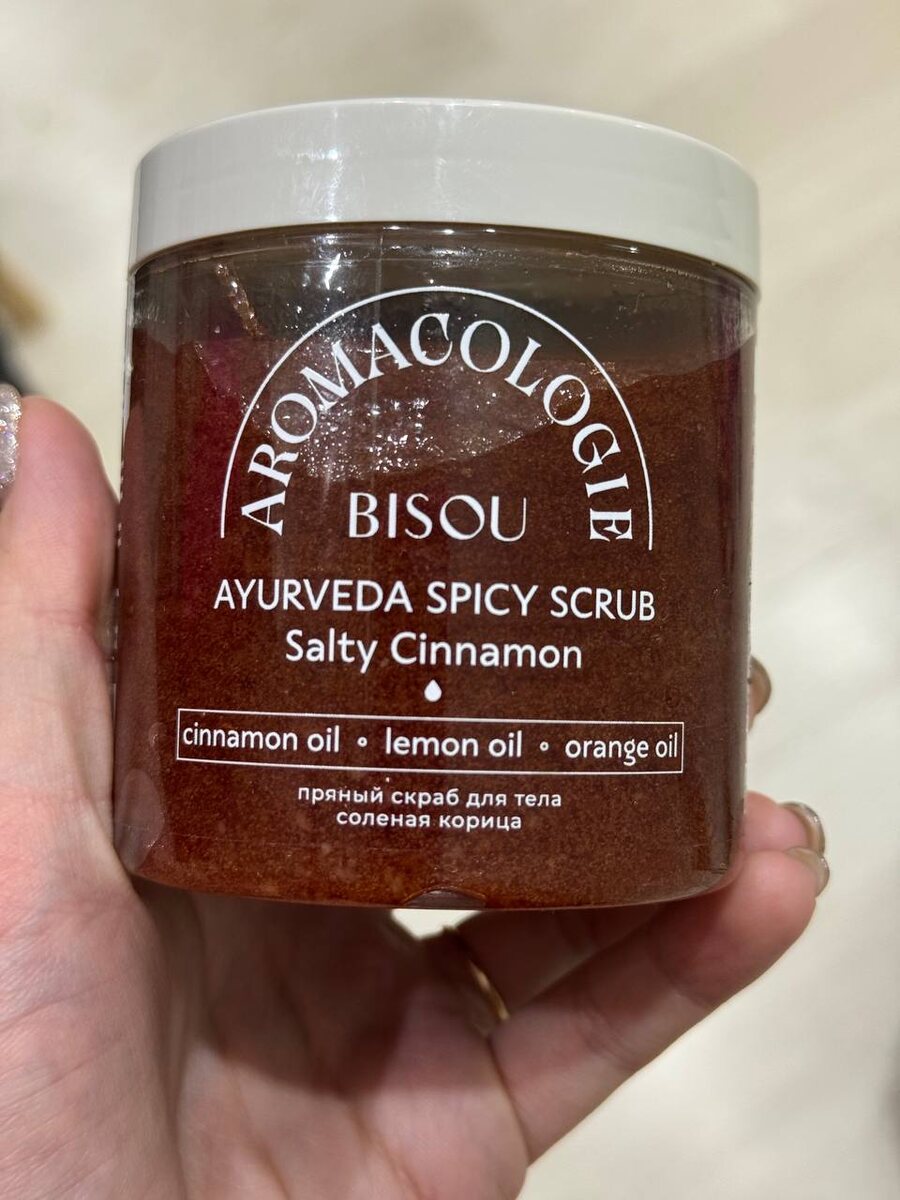 AROMACOLOGIE
BISOU
AYURVEDA SPICY SCRUB
Salty Cinnamon
cinnamon oil ∘ lemon oil ∘ orange oil
пряный скраб для тела
соленая корица